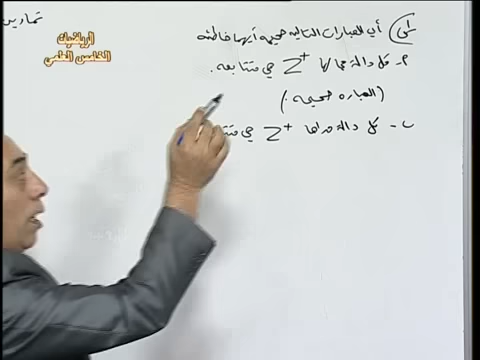 تمارين
الرياضيات
الخامس العلمي
س١ أي العبارات التالية صحيحة أيها خاطئة
أ- كل دالة مجالها Z+ هي متتابعة.
(العبارة صحيحة.)
ب- كل دالة مداها Z+ هي